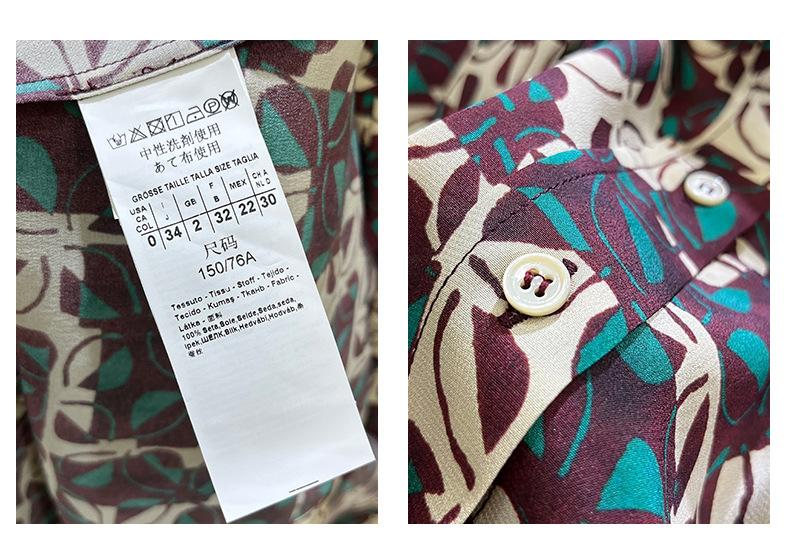 中性洗剤使用
あて布使用
GRÖSSE TAILLE TALLA SIZE TAGLIA
USA CA COL I J GB F B MEX CH A NL D
0 34 2 32 22 30
尺码
150/76A
Tessuto - Tissu - Stoff - Tejido -
Tecido - Kumaş - Ткань - Fabric -
Látka - 面料
100% Seta,Soie,Seide,Seda,seda,
ipek,ШЁЛК,Silk,Hedvábí,Hodváb,桑
蚕丝